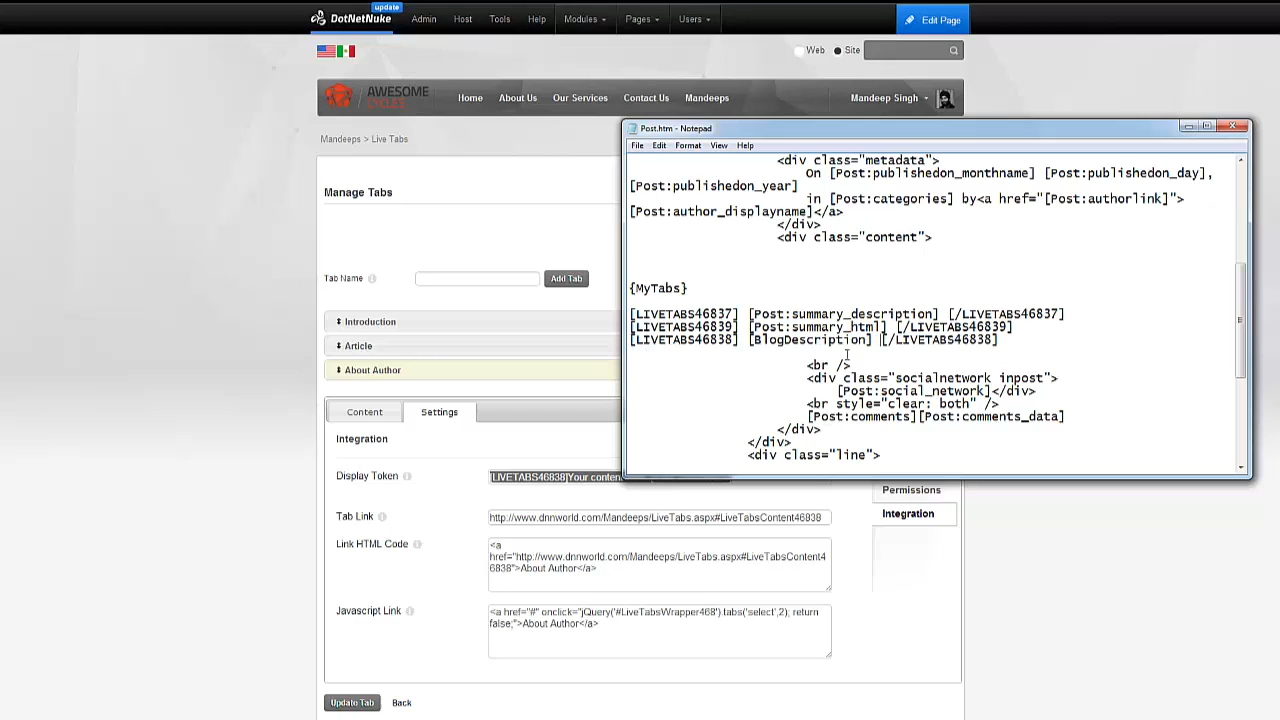 update
DotNetNuke Admin Host Tools Help Modules Pages Users Edit Page
Web Site
AWESOME CYCLES Home About Us Our Services Contact Us Mandeeps Mandeep Singh
Mandeeps > Live Tabs
Manage Tabs
Tab Name Add Tab
Introduction
Article
About Author
Content Settings
Integration
Display Token [LIVETABS46838]Your conten
Permissions
Integration
Tab Link http://www.dnnworld.com/Mandeeps/LiveTabs.aspx#LiveTabsContent46838
Link HTML Code <a
href="http://www.dnnworld.com/Mandeeps/LiveTabs.aspx#LiveTabsContent4
6838">About Author</a>
Javascript Link <a href="#" onclick="jQuery('#LiveTabsWrapper468').tabs('select',2); return
false;">About Author</a>
Update Tab Back
Post.htm - Notepad
File Edit Format View Help
<div class="metadata">
On [Post:publishedon_monthname] [Post:publishedon_day],
[Post:publishedon_year]
in [Post:categories] by<a href="[Post:authorlink]">
[Post:author_displayname]</a>
</div>
<div class="content">
{MyTabs}
[LIVETABS46837] [Post:summary_description] [/LIVETABS46837]
[LIVETABS46839] [Post:summary_html] [/LIVETABS46839]
[LIVETABS46838] [BlogDescription] [/LIVETABS46838]
<br />
<div class="socialnetwork inpost">
[Post:social_network]</div>
<br style="clear: both" />
[Post:comments][Post:comments_data]
</div>
</div>
<div class="line">